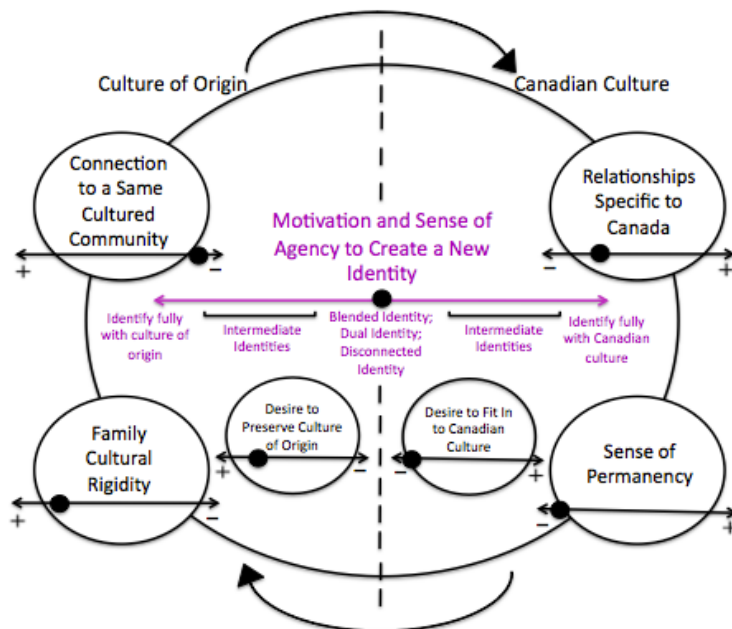 Culture of Origin
Canadian Culture
Connection
to a Same
Cultured
Community
+
−
Relationships
Specific to
Canada
−
+
Motivation and Sense of
Agency to Create a New
Identity
Identify fully
with culture of
origin
Intermediate
Identities
Blended Identity;
Dual Identity;
Disconnected
Identity
Intermediate
Identities
Identify fully
with Canadian
culture
Family
Cultural
Rigidity
+
−
Desire to
Preserve Culture
of Origin
+
−
Desire to Fit In
to Canadian
Culture
−
+
Sense of
Permanency
−
+